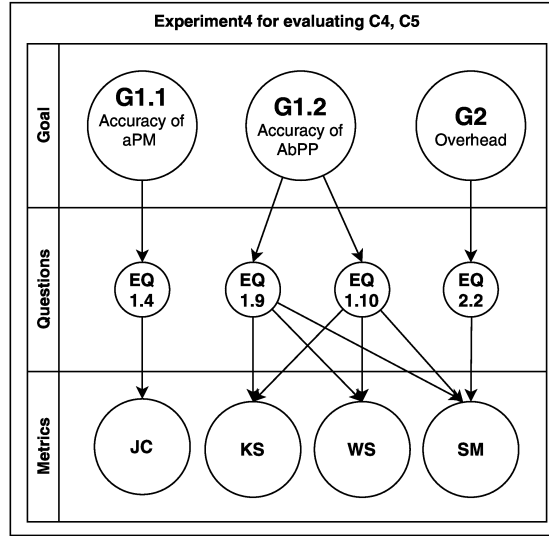 Experiment4 for evaluating C4, C5
Goal
G1.1
Accuracy of
aPM
G1.2
Accuracy of
AbPP
G2
Overhead
Questions
EQ
1.4
EQ
1.9
EQ
1.10
EQ
2.2
Metrics
JC
KS
WS
SM